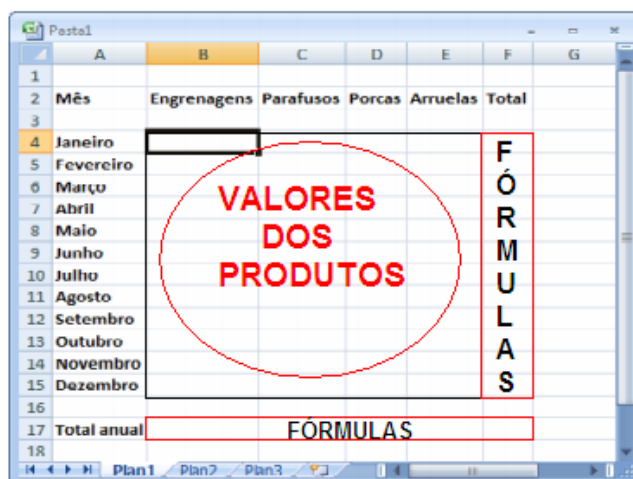 Pasta1
A B C D E F G
1
2 Mês Engrenagens Parafusos Porcas Arruelas Total
3
4 Janeiro
5 Fevereiro
6 Março
7 Abril
8 Maio
9 Junho
10 Julho
11 Agosto
12 Setembro
13 Outubro
14 Novembro
15 Dezembro
16
17 Total anual FÓRMULAS
18
VALORES
DOS
PRODUTOS
F
Ó
R
M
U
L
A
S
Plan1 Plan2 Plan3